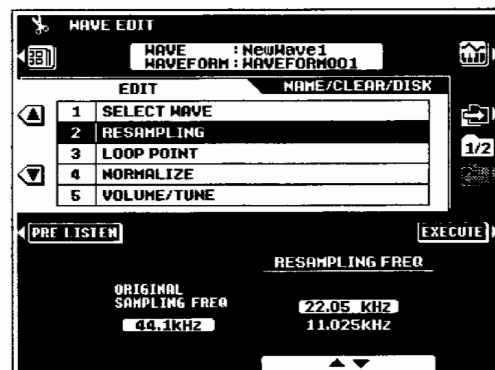 WAVE EDIT
WAVE :NewWave1
WAVEFORM:WAVEFORM001
EDIT
NAME/CLEAR/DISK
1 SELECT WAVE
2 RESAMPLING
3 LOOP POINT
4 NORMALIZE
5 VOLUME/TUNE
1/2
PRE LISTEN
EXECUTE
RESAMPLING FREQ
ORIGINAL
SAMPLING FREQ
44.1kHz
22.05 KHz
11.025kHz